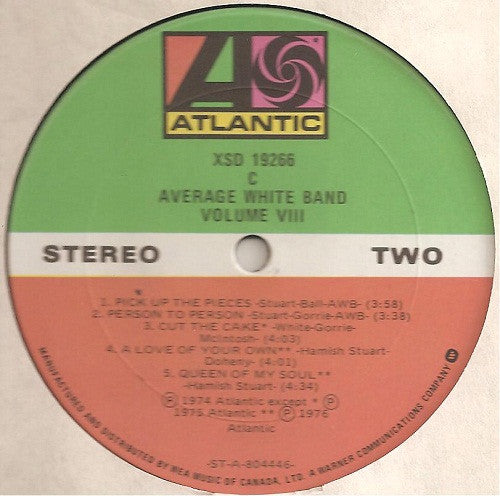 ATLANTIC
XSD 19266
C
AVERAGE WHITE BAND
VOLUME VIII
STEREO TWO
1. PICK UP THE PIECES -Stuart-Ball-AWB- (3:58)
2. PERSON TO PERSON -Stuart-Gorrie-AWB- (3:38)
3. CUT THE CAKE* -White-Gorrie-
McIntosh- (4:03)
4. A LOVE OF YOUR OWN** -Hamish Stuart-
Doheny- (4:01)
5. QUEEN OF MY SOUL**
-Hamish Stuart- (4:34)
Ⓟ 1974 Atlantic except * Ⓟ
1975 Atlantic ** Ⓟ 1976
Atlantic
-ST-A-804446-
MANUFACTURED AND DISTRIBUTED BY WEA MUSIC OF CANADA, LTD. A WARNER COMMUNICATIONS COMPANY